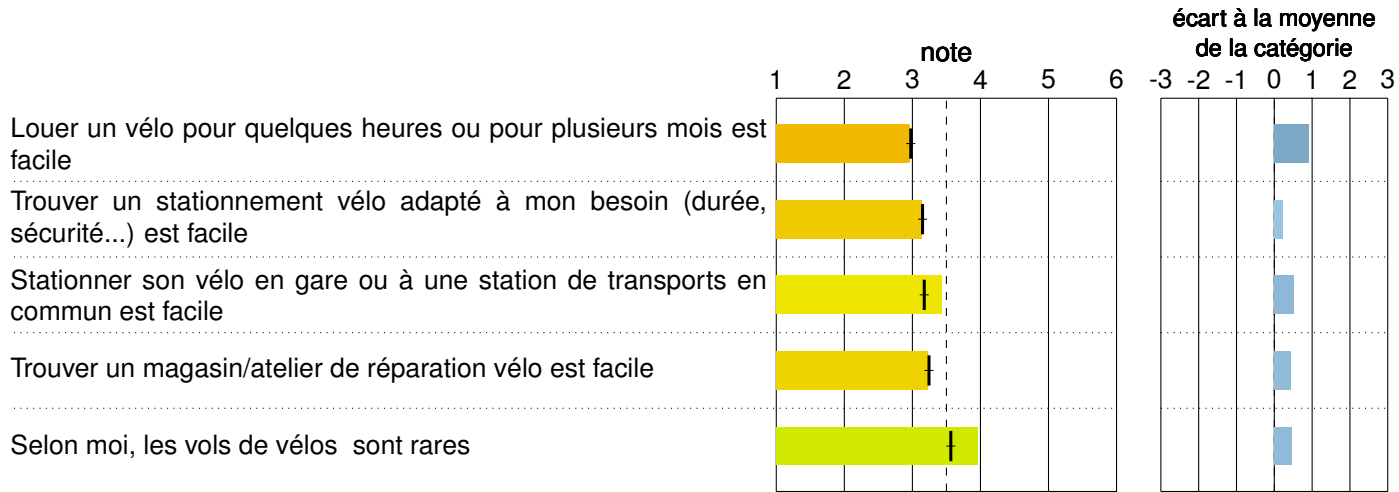 écart à la moyenne
note de la catégorie
1 2 3 4 5 6 -3 -2 -1 0 1 2 3
Louer un vélo pour quelques heures ou pour plusieurs mois est
facile
Trouver un stationnement vélo adapté à mon besoin (durée,
sécurité...) est facile
Stationner son vélo en gare ou à une station de transports en
commun est facile
Trouver un magasin/atelier de réparation vélo est facile
Selon moi, les vols de vélos sont rares